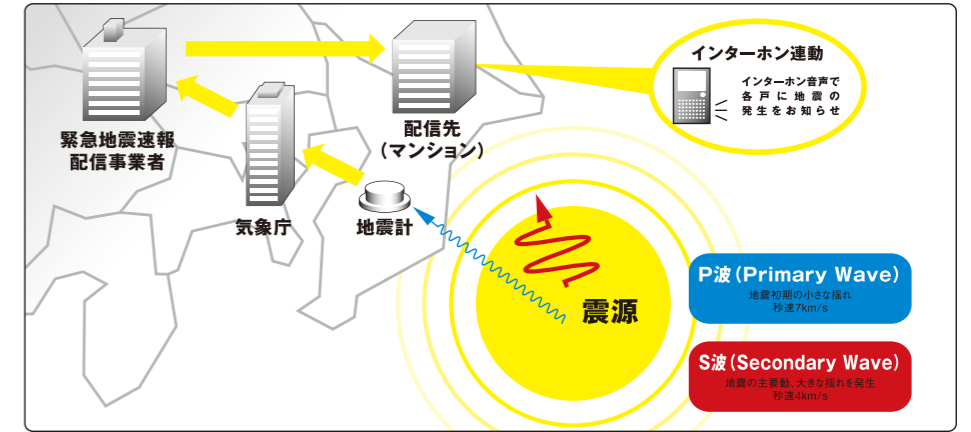 緊急地震速報
配信事業者
気象庁
地震計
配信先
（マンション）
インターホン連動
インターホン音声で
各戸に地震の
発生をお知らせ
震源
P波（Primary Wave）
地震初期の小さな揺れ
秒速7km/s
S波（Secondary Wave）
地震の主要動、大きな揺れを発生
秒速4km/s